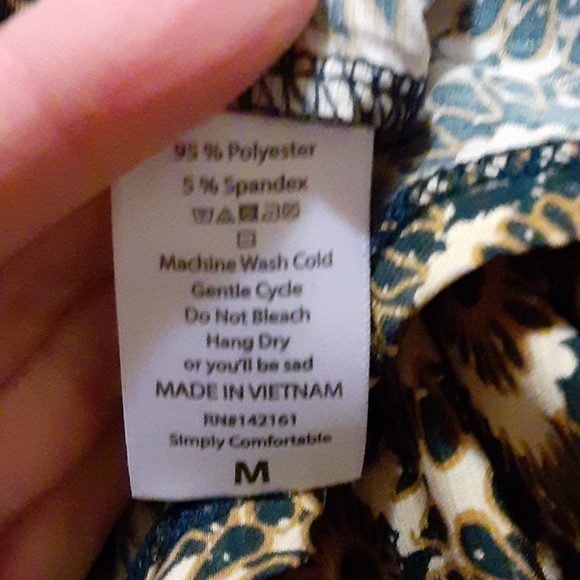 95 % Polyester
5 % Spandex
Machine Wash Cold
Gentle Cycle
Do Not Bleach
Hang Dry
or you'll be sad
MADE IN VIETNAM
RN#142161
Simply Comfortable
M